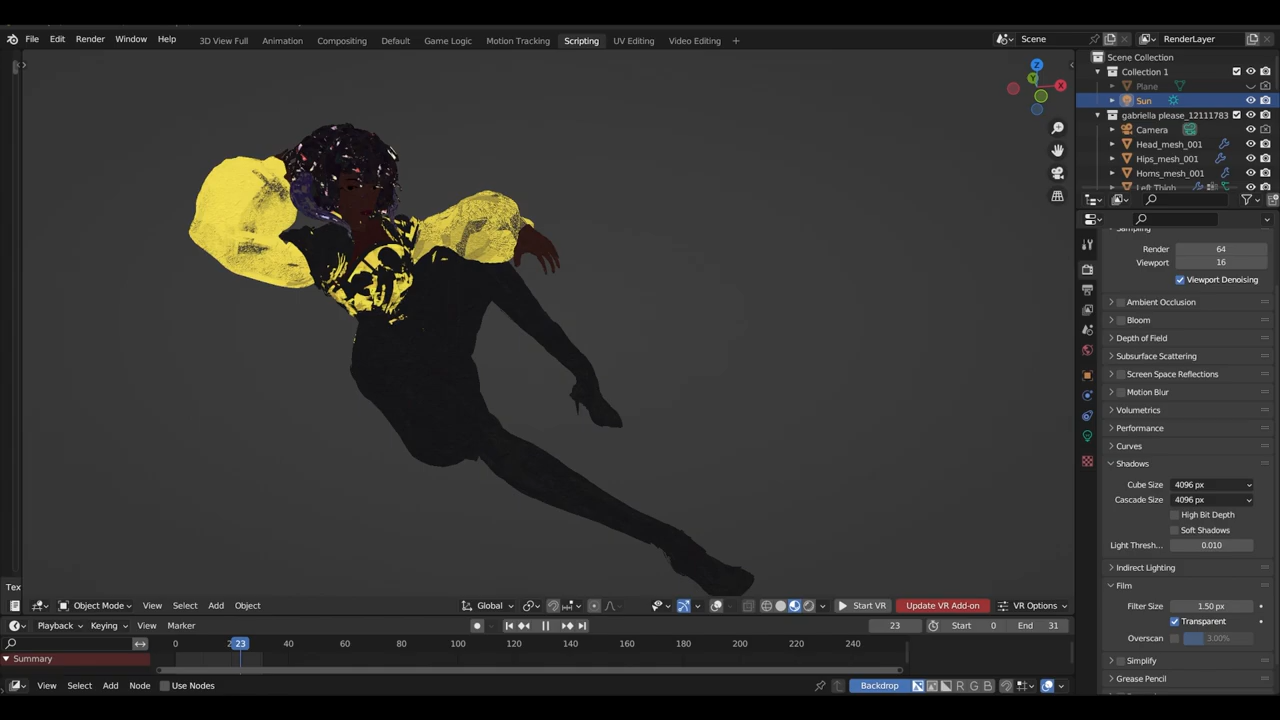 File Edit Render Window Help
3D View Full Animation Compositing Default Game Logic Motion Tracking Scripting UV Editing Video Editing +
Scene RenderLayer
Scene Collection
Collection 1
Plane
Sun
gabriella please_12111783
Camera
Head_mesh_001
Hips_mesh_001
Horns_mesh_001
Left Thigh
Z
Y
X
Sampling
Render 64
Viewport 16
Viewport Denoising
Ambient Occlusion
Bloom
Depth of Field
Subsurface Scattering
Screen Space Reflections
Motion Blur
Volumetrics
Performance
Curves
Shadows
Cube Size 4096 px
Cascade Size 4096 px
High Bit Depth
Soft Shadows
Light Thresh... 0.010
Indirect Lighting
Film
Filter Size 1.50 px
Transparent
Overscan 3.00%
Simplify
Grease Pencil
Tex
Object Mode View Select Add Object Global Start VR Update VR Add-on VR Options
Playback Keying View Marker 23 Start 0 End 31
0 23 40 60 80 100 120 140 160 180 200 220 240
Summary
View Select Add Node Use Nodes Backdrop R G B